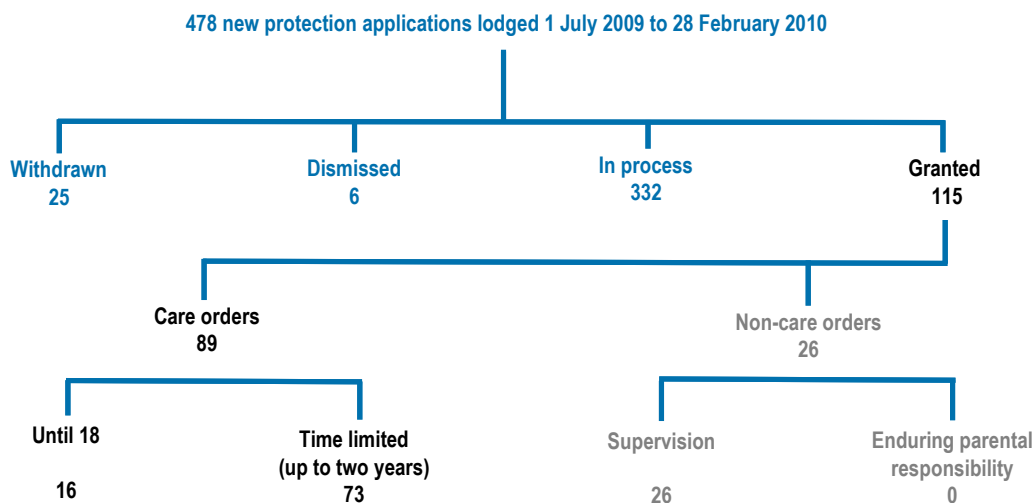 478 new protection applications lodged 1 July 2009 to 28 February 2010
Withdrawn
25
Dismissed
6
In process
332
Granted
115
Care orders
89
Non-care orders
26
Until 18
16
Time limited
(up to two years)
73
Supervision
26
Enduring parental
responsibility
0